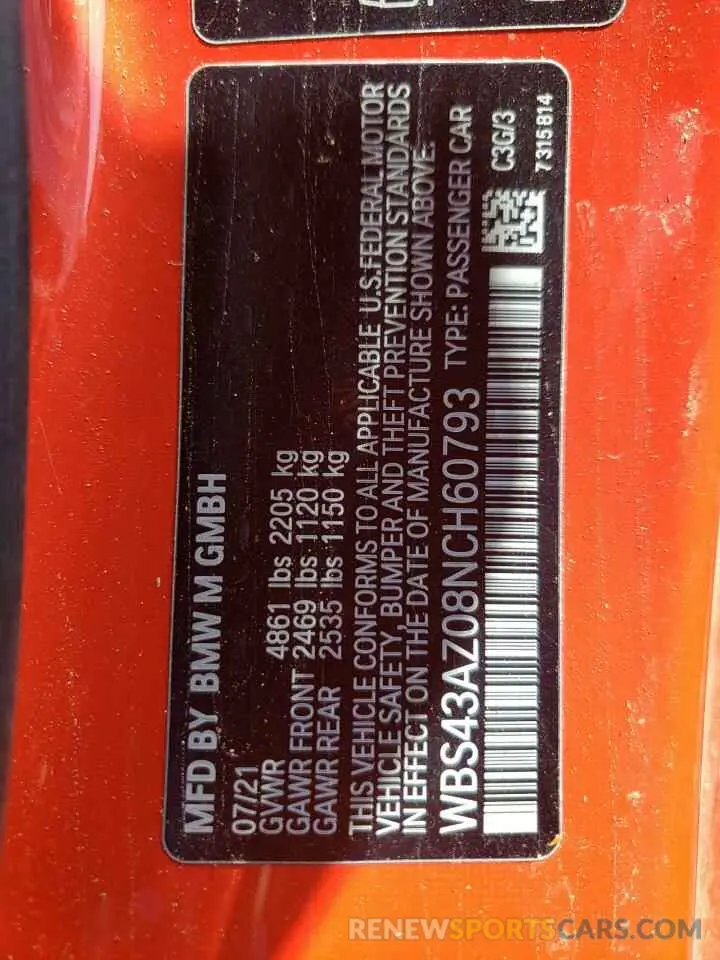 MFD BY BMW M GMBH
07/21
GVWR 4861 lbs 2205 kg
GAWR FRONT 2469 lbs 1120 kg
GAWR REAR 2535 lbs 1150 kg
THIS VEHICLE CONFORMS TO ALL APPLICABLE U.S.FEDERAL MOTOR
VEHICLE SAFETY, BUMPER AND THEFT PREVENTION STANDARDS
IN EFFECT ON THE DATE OF MANUFACTURE SHOWN ABOVE.
WBS43AZ08NCH60793 TYPE: PASSENGER CAR
C3G/3
7315814
RENEWSPORTSCARS.COM